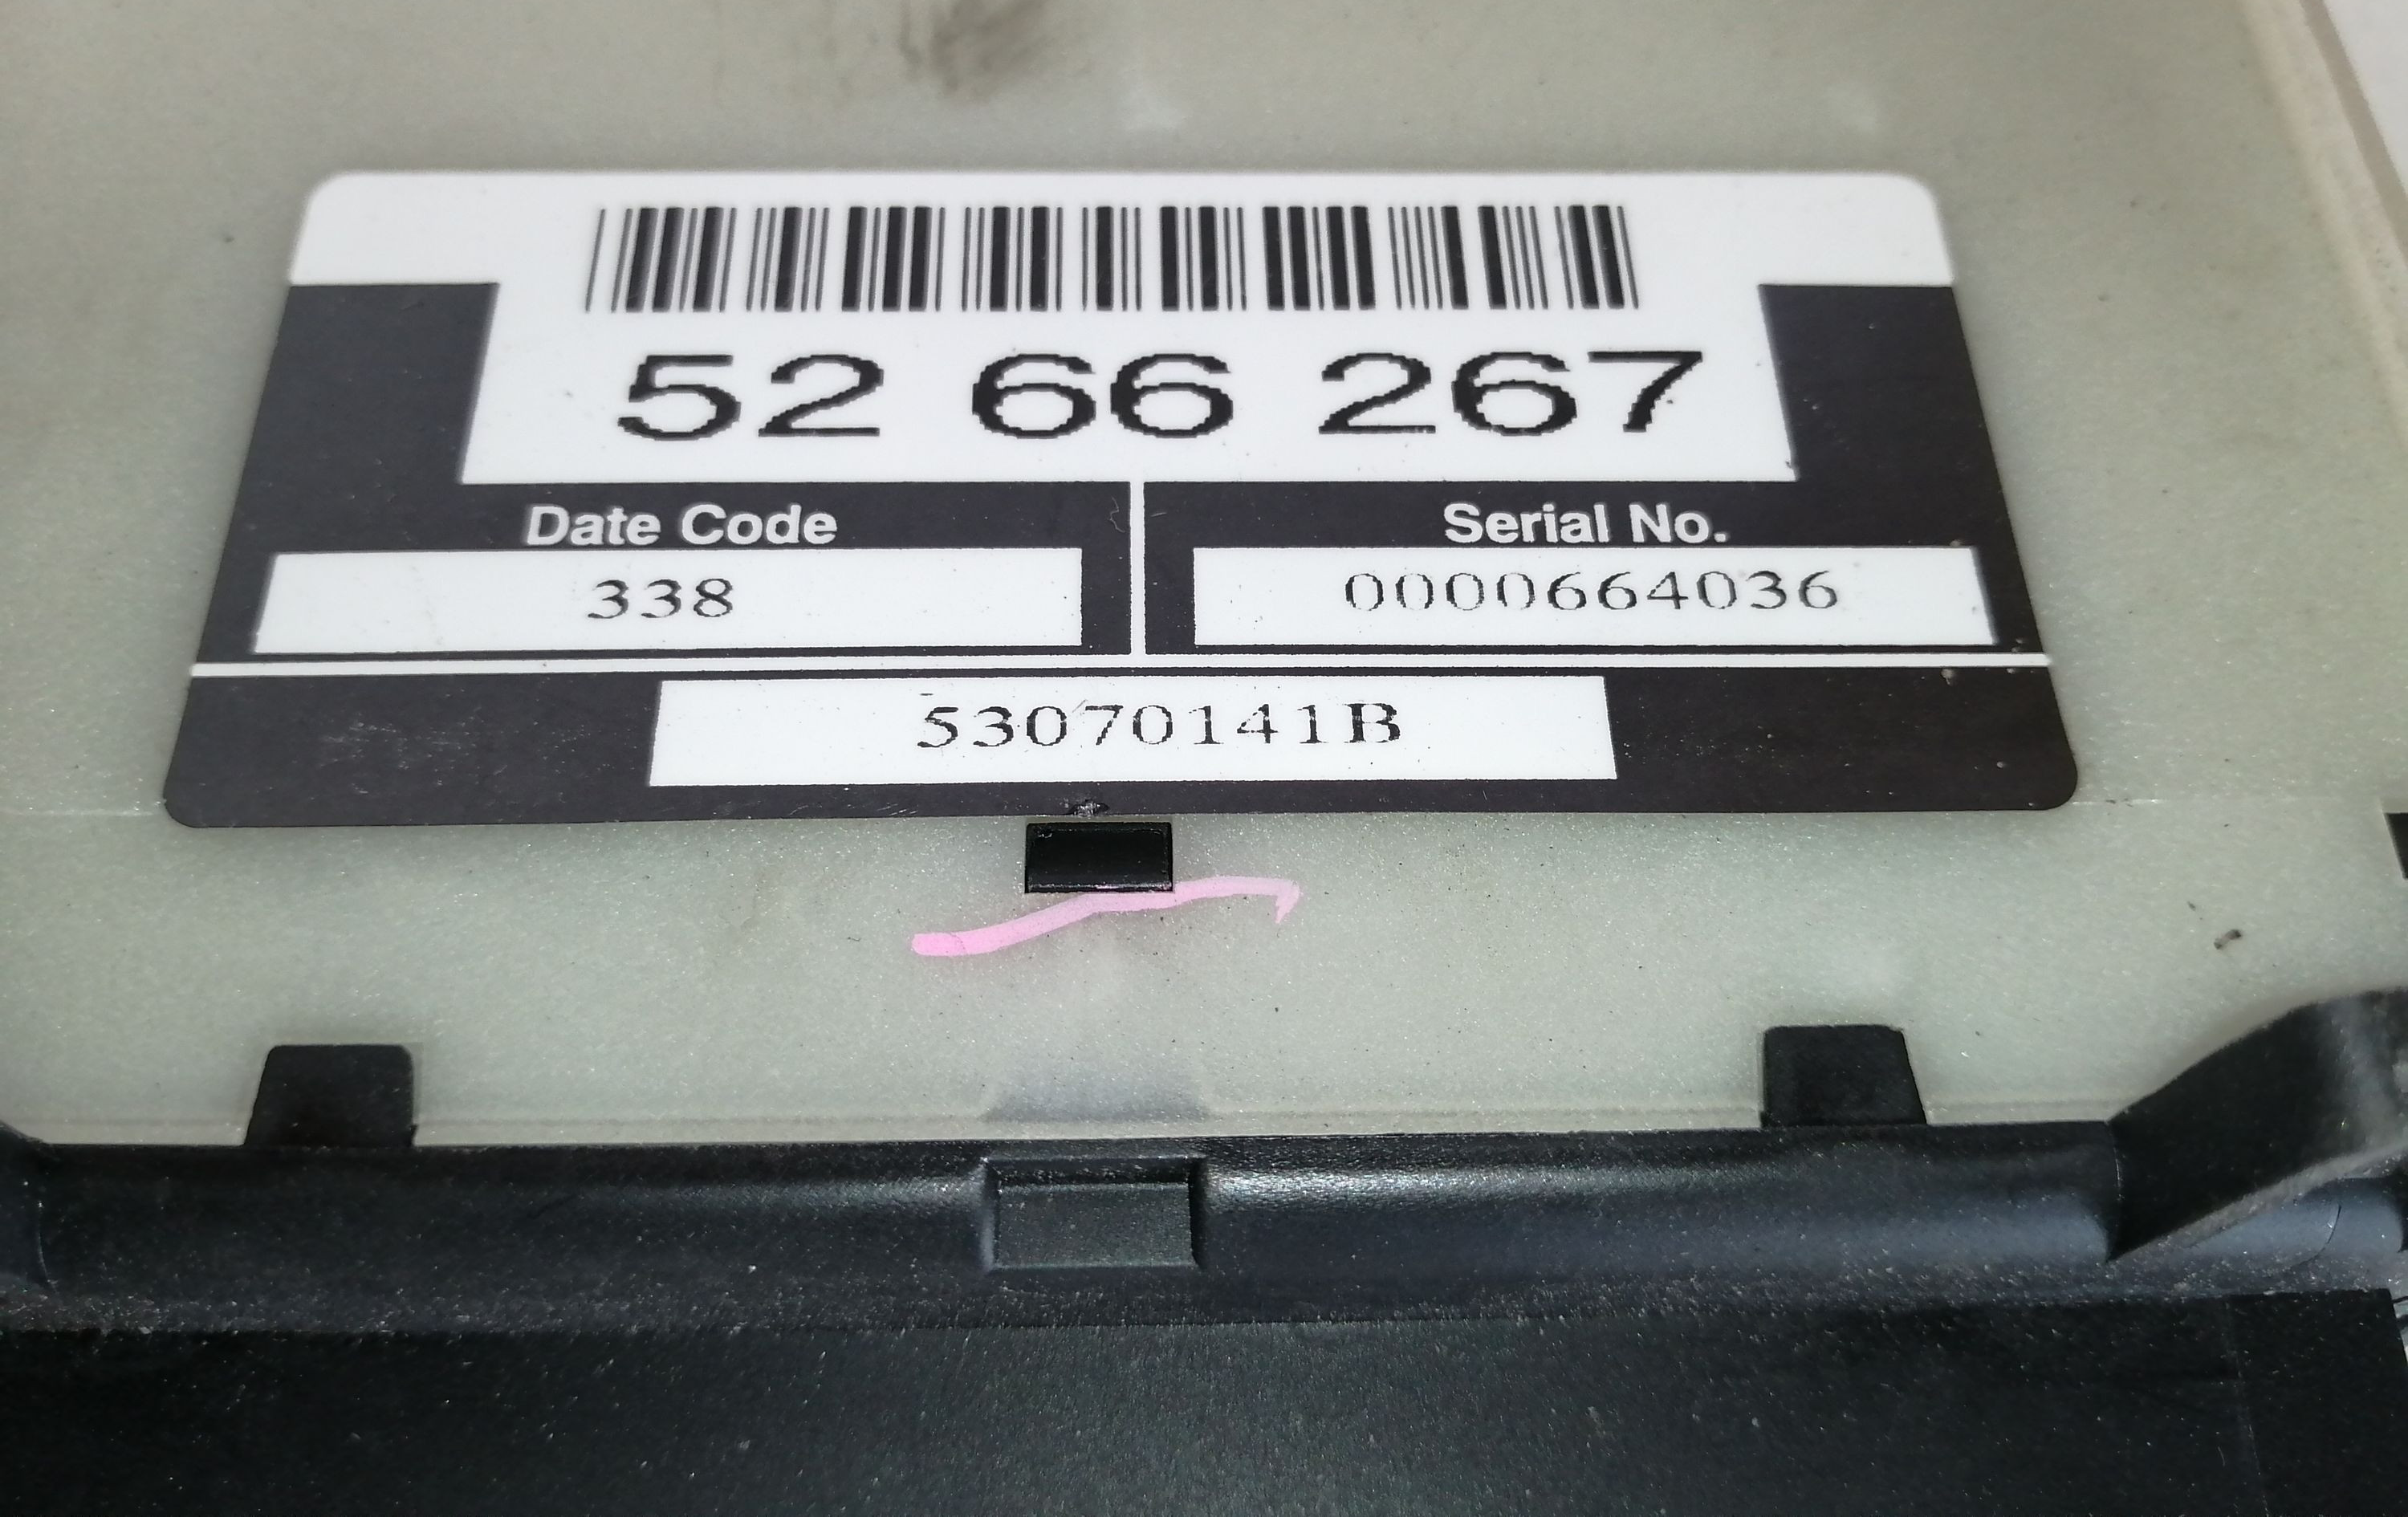 52 66 267
Date Code
Serial No.
338
0000664036
53070141B